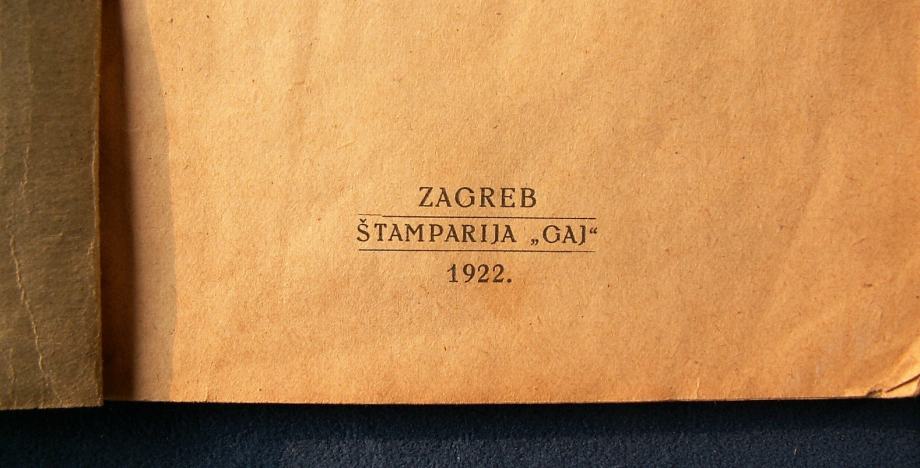 ZAGREB
ŠTAMPARIJA „GAJ“
1922.